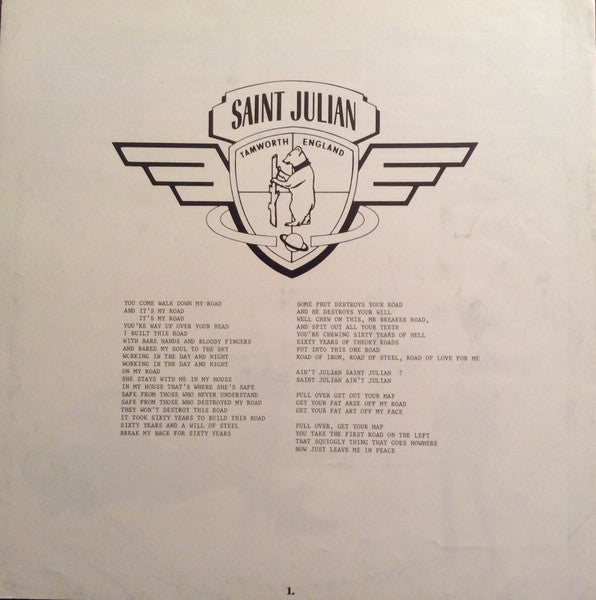 SAINT JULIAN
TAMWORTH ENGLAND
YOU COME WALK DOWN MY ROAD
AND IT'S MY ROAD
IT'S MY ROAD
YOU'RE WAY UP OVER YOUR HEAD
I BUILT THIS ROAD
WITH BARE HANDS AND BLOODY FINGERS
AND BAKED MY SOUL TO THE SKY
WORKING IN THE DAY AND NIGHT
WORKING IN THE DAY AND NIGHT
ON MY ROAD
SHE STAYS WITH ME IN MY HOUSE
IN MY HOUSE THAT'S WHERE SHE'S SAFE
SAFE FROM THOSE WHO NEVER UNDERSTAND
SAFE FROM THOSE WHO DESTROYED MY ROAD
THEY WON'T DESTROY THIS ROAD
IT TOOK SIXTY YEARS TO BUILD THIS ROAD
SIXTY YEARS AND A WILL OF STEEL
BREAK MY BACK FOR SIXTY YEARS
SOME PHUT DESTROYS YOUR ROAD
AND HE DESTROYS YOUR WILL
WELL CHEW ON THIS, MR BREAKER ROAD,
AND SPIT OUT ALL YOUR TEETH
YOU'RE CHEWING SIXTY YEARS OF HELL
SIXTY YEARS OF THEORY ROADS
PUT INTO THIS ONE ROAD
ROAD OF IRON, ROAD OF STEEL, ROAD OF LOVE FOR ME
AIN'T JULIAN SAINT JULIAN ?
SAINT JULIAN AIN'T JULIAN
PULL OVER GET OUT YOUR MAP
GET YOUR FAT ARSE OFF MY ROAD
GET YOUR FAT ART OFF MY FACE
PULL OVER, GET YOUR MAP
YOU TAKE THE FIRST ROAD ON THE LEFT
THAT SQUIGGLY THING THAT GOES NOWHERE
NOW JUST LEAVE ME IN PEACE
1.